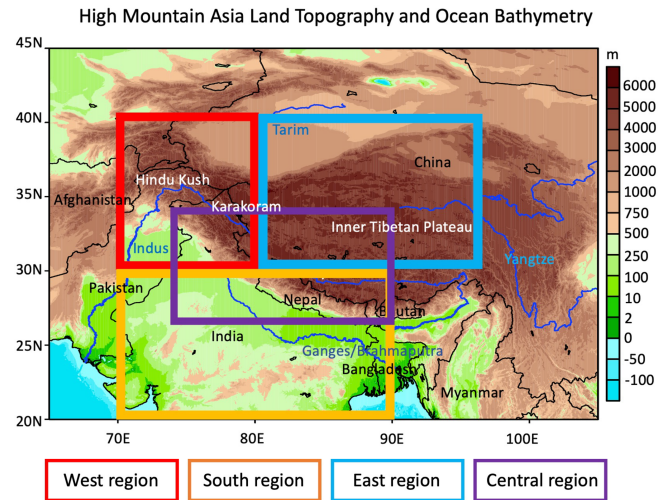 High Mountain Asia Land Topography and Ocean Bathymetry
45N
m
6000
5000
4000
3000
2000
1000
750
500
250
100
10
2
0
-50
-100
40N
Tarim
China
Hindu Kush
35N
Afghanistan
Karakoram
Inner Tibetan Plateau
Indus
Yangtze
30N
Pakistan
Nepal
Bhutan
India
25N
Ganges/Brahmaputra
Bangladesh
Myanmar
20N
70E
80E
90E
100E
West region
South region
East region
Central region